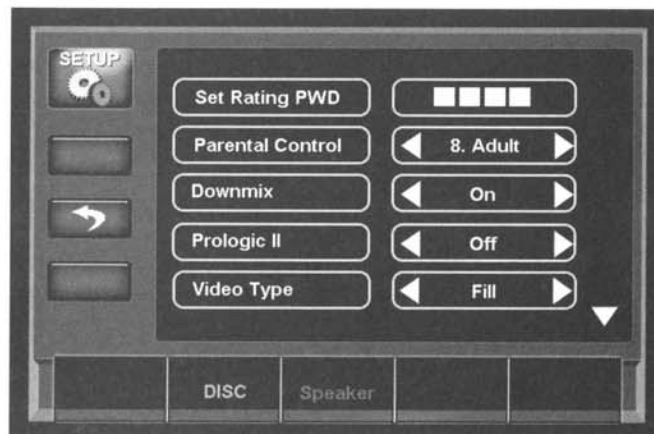 SETUP
Set Rating PWD
Parental Control 8. Adult
Downmix On
Prologic II Off
Video Type Fill
DISC Speaker